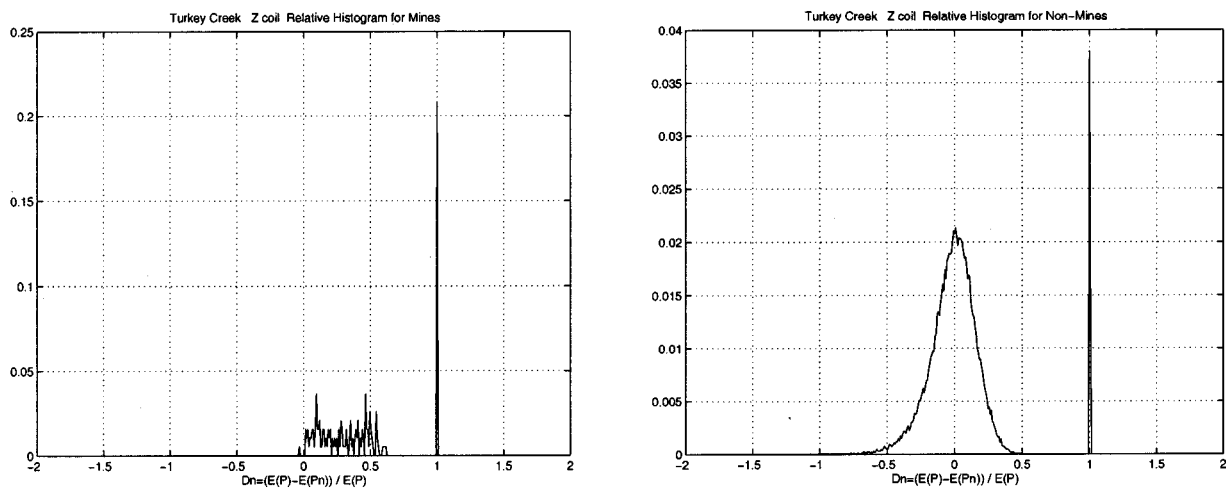 Turkey Creek Z coil Relative Histogram for Mines
0.25
0.2
0.15
0.1
0.05
0
-2 -1.5 -1 -0.5 0 0.5 1 1.5 2
Dn=(E(P)-E(Pn)) / E(P)
Turkey Creek Z coil Relative Histogram for Non-Mines
0.04
0.035
0.03
0.025
0.02
0.015
0.01
0.005
0
-2 -1.5 -1 -0.5 0 0.5 1 1.5 2
Dn=(E(P)-E(Pn)) / E(P)